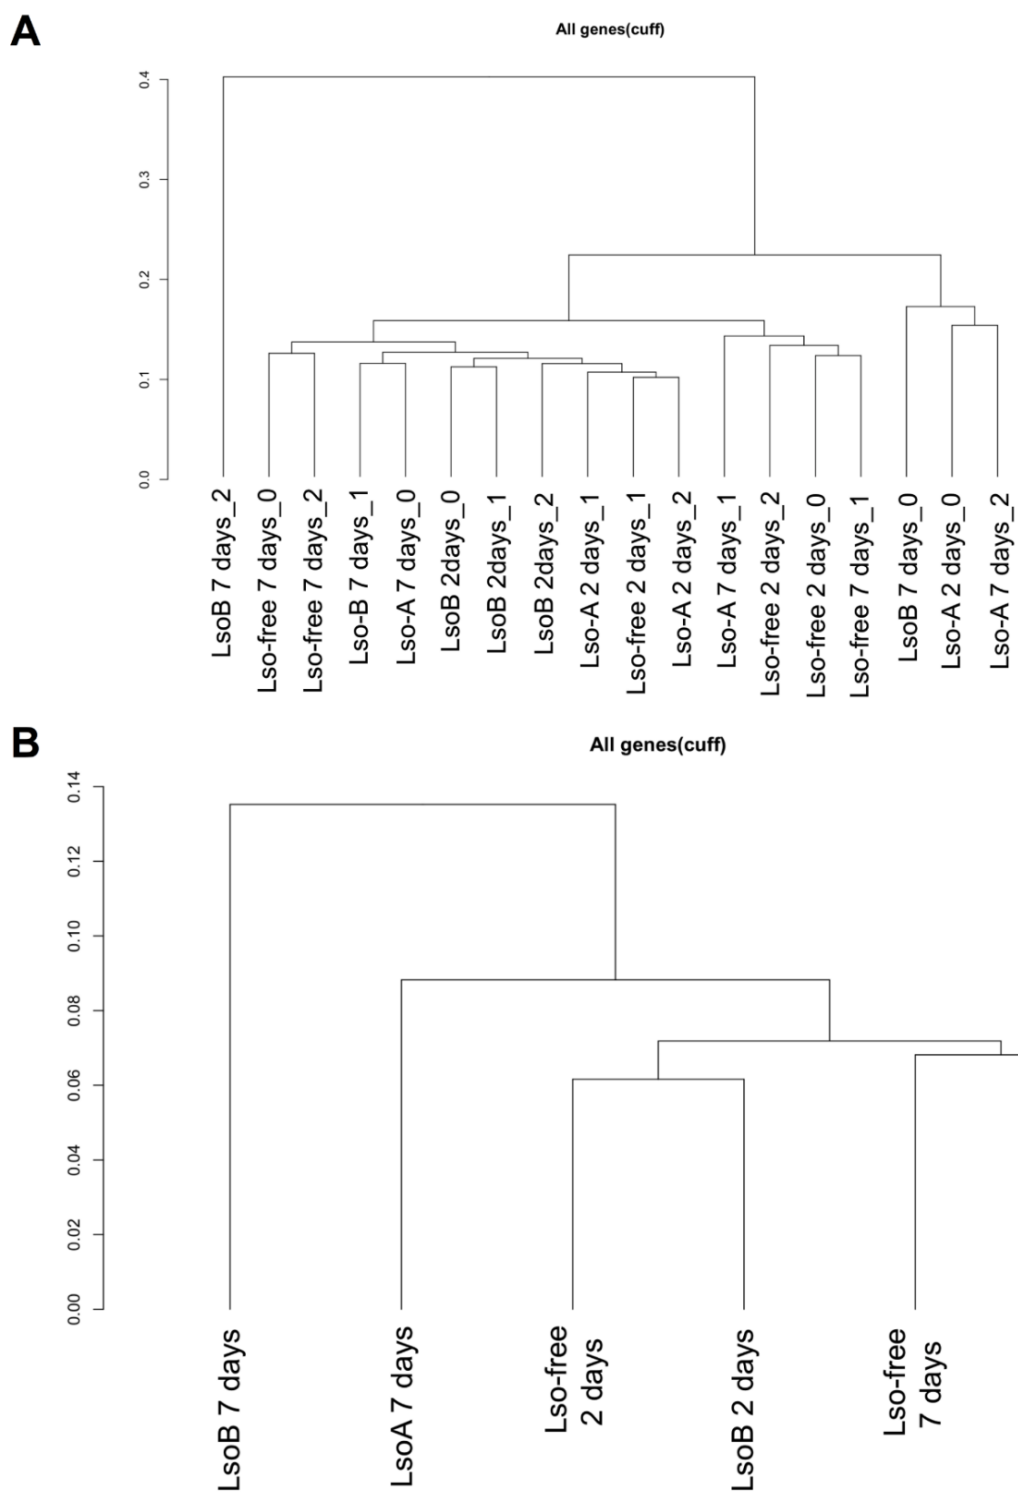 A
All genes(cuff)
0.4
0.3
0.2
0.1
0.0
LsoB 7 days_2
Lso-free 7 days_0
Lso-free 7 days_2
Lso-B 7 days_1
Lso-A 7 days_0
LsoB 2days_0
LsoB 2days_1
LsoB 2days_2
Lso-A 2 days_1
Lso-free 2 days_1
Lso-A 2 days_2
Lso-A 7 days_1
Lso-free 2 days_2
Lso-free 2 days_0
Lso-free 7 days_1
LsoB 7 days_0
Lso-A 2 days_0
Lso-A 7 days_2
B
All genes(cuff)
0.14
0.12
0.10
0.08
0.06
0.04
0.02
0.00
LsoB 7 days
LsoA 7 days
Lso-free
2 days
LsoB 2 days
Lso-free
7 days